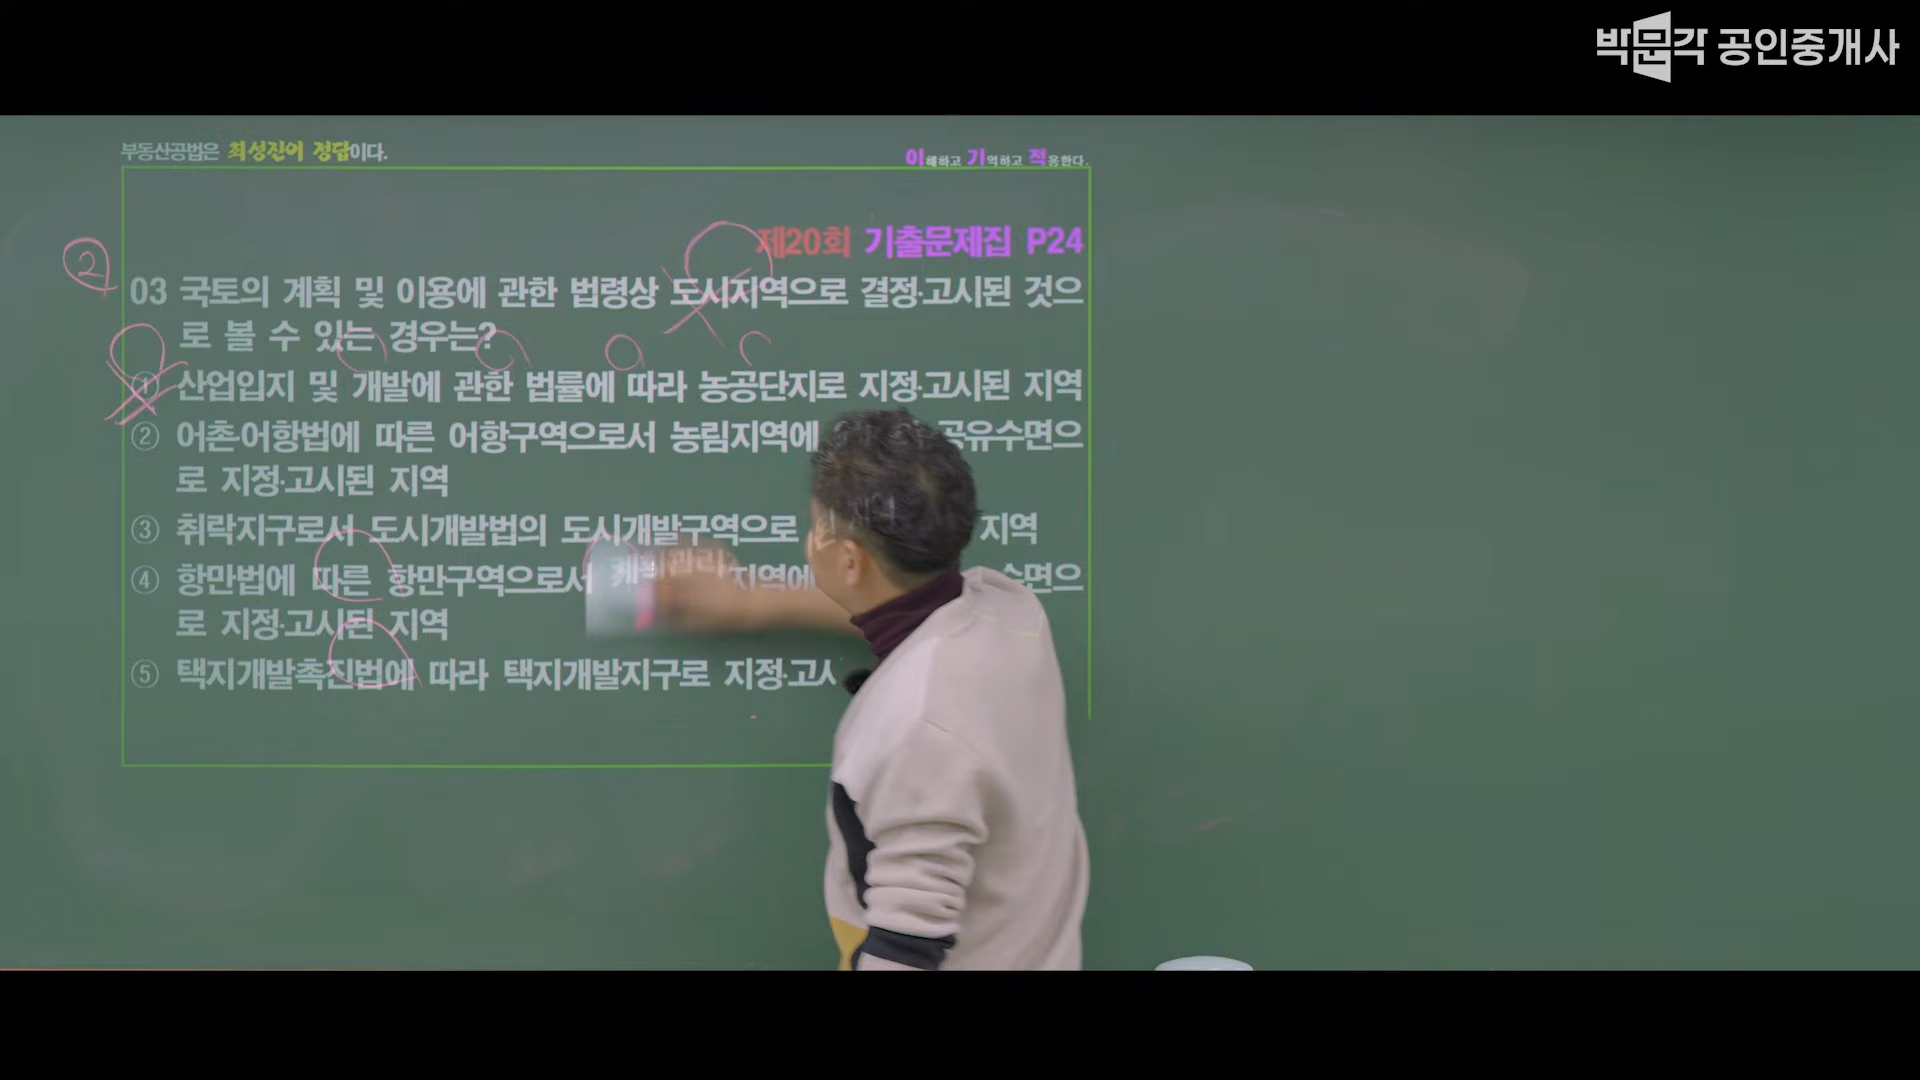 박문각 공인중개사
부동산공법은 최성진이 정답이다.
이해하고 기억하고 적응한다.
제20회 기출문제집 P24
②
03 국토의 계획 및 이용에 관한 법령상 도시지역으로 결정·고시된 것으
로 볼 수 있는 경우는?
① 산업입지 및 개발에 관한 법률에 따라 농공단지로 지정·고시된 지역
② 어촌·어항법에 따른 어항구역으로서 농림지역에 공유수면으
로 지정·고시된 지역
③ 취락지구로서 도시개발법의 도시개발구역으로 지역
④ 항만법에 따른 항만구역으로서 계획관리 지역에 수면으
로 지정·고시된 지역
⑤ 택지개발촉진법에 따라 택지개발지구로 지정·고시